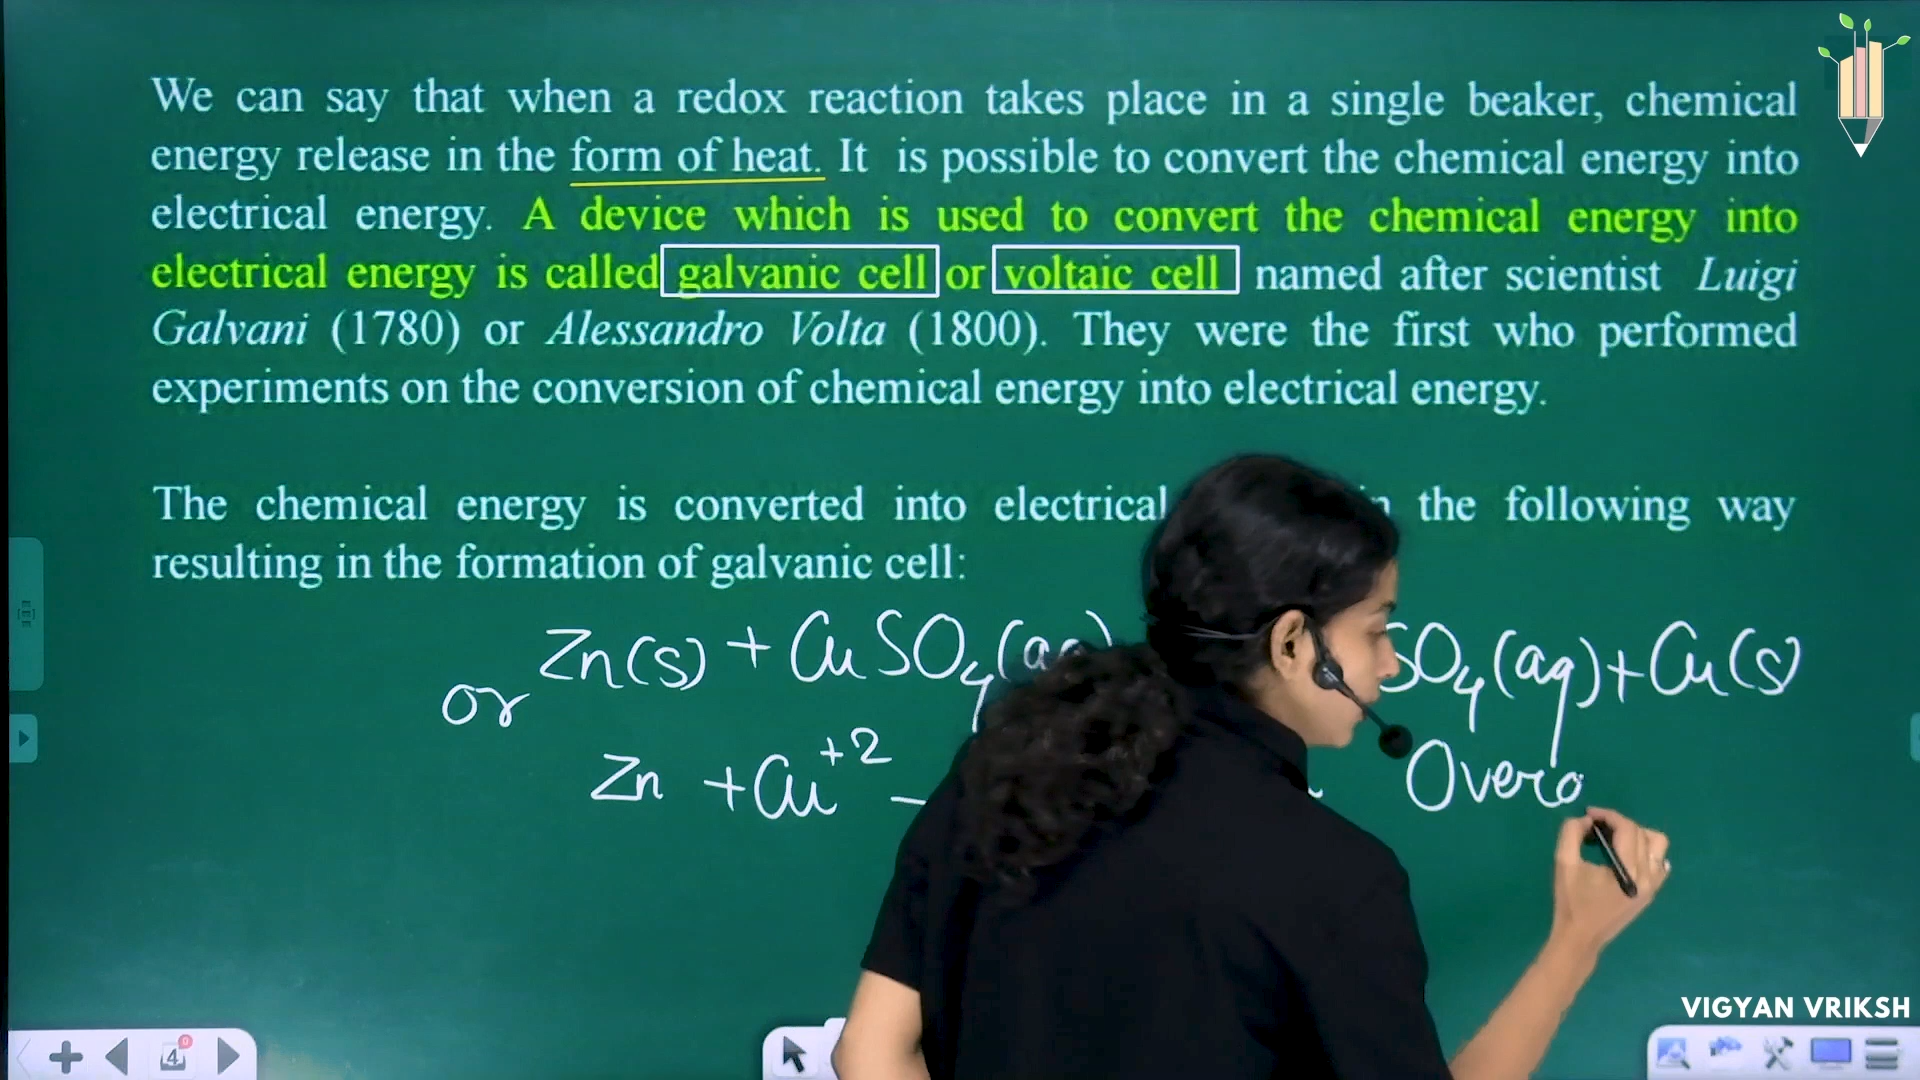 We can say that when a redox reaction takes place in a single beaker, chemical
energy release in the form of heat. It is possible to convert the chemical energy into
electrical energy. A device which is used to convert the chemical energy into
electrical energy is called galvanic cell or voltaic cell named after scientist Luigi
Galvani (1780) or Alessandro Volta (1800). They were the first who performed
experiments on the conversion of chemical energy into electrical energy.
The chemical energy is converted into electrical the following way
resulting in the formation of galvanic cell:
Zn(s) + CuSO4(aq) SO4(aq) + Cu(s)
or
Zn + Cu+2 Overa
VIGYAN VRIKSH
4
0